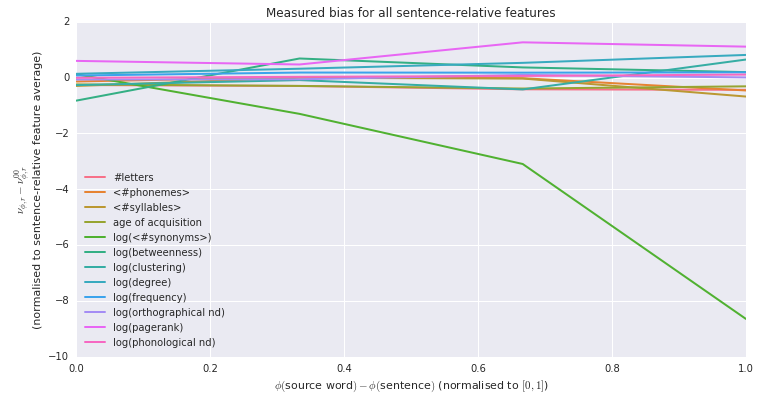 Measured bias for all sentence-relative features
2
0
−2
−4
−6
−8
−10
ν_{ϕ,r} − ν_{ϕ,r}^{00}
(normalised to sentence-relative feature average)
#letters
<#phonemes>
<#syllables>
age of acquisition
log(<#synonyms>)
log(betweenness)
log(clustering)
log(degree)
log(frequency)
log(orthographical nd)
log(pagerank)
log(phonological nd)
0.0 0.2 0.4 0.6 0.8 1.0
ϕ(source word) − ϕ(sentence) (normalised to [0, 1])